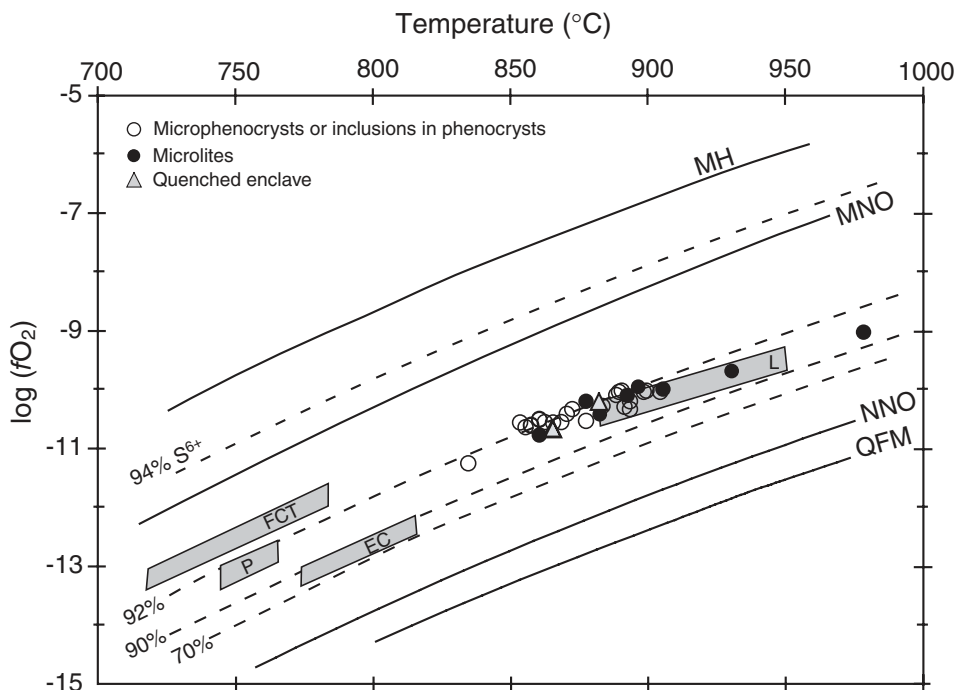 Temperature (°C)
700 750 800 850 900 950 1000
-5
Microphenocrysts or inclusions in phenocrysts
Microlites
Quenched enclave
MH
-7
MNO
log (fO₂)
-9
L
94% S⁶⁺
NNO
-11
QFM
FCT
EC
P
-13
92%
90%
70%
-15